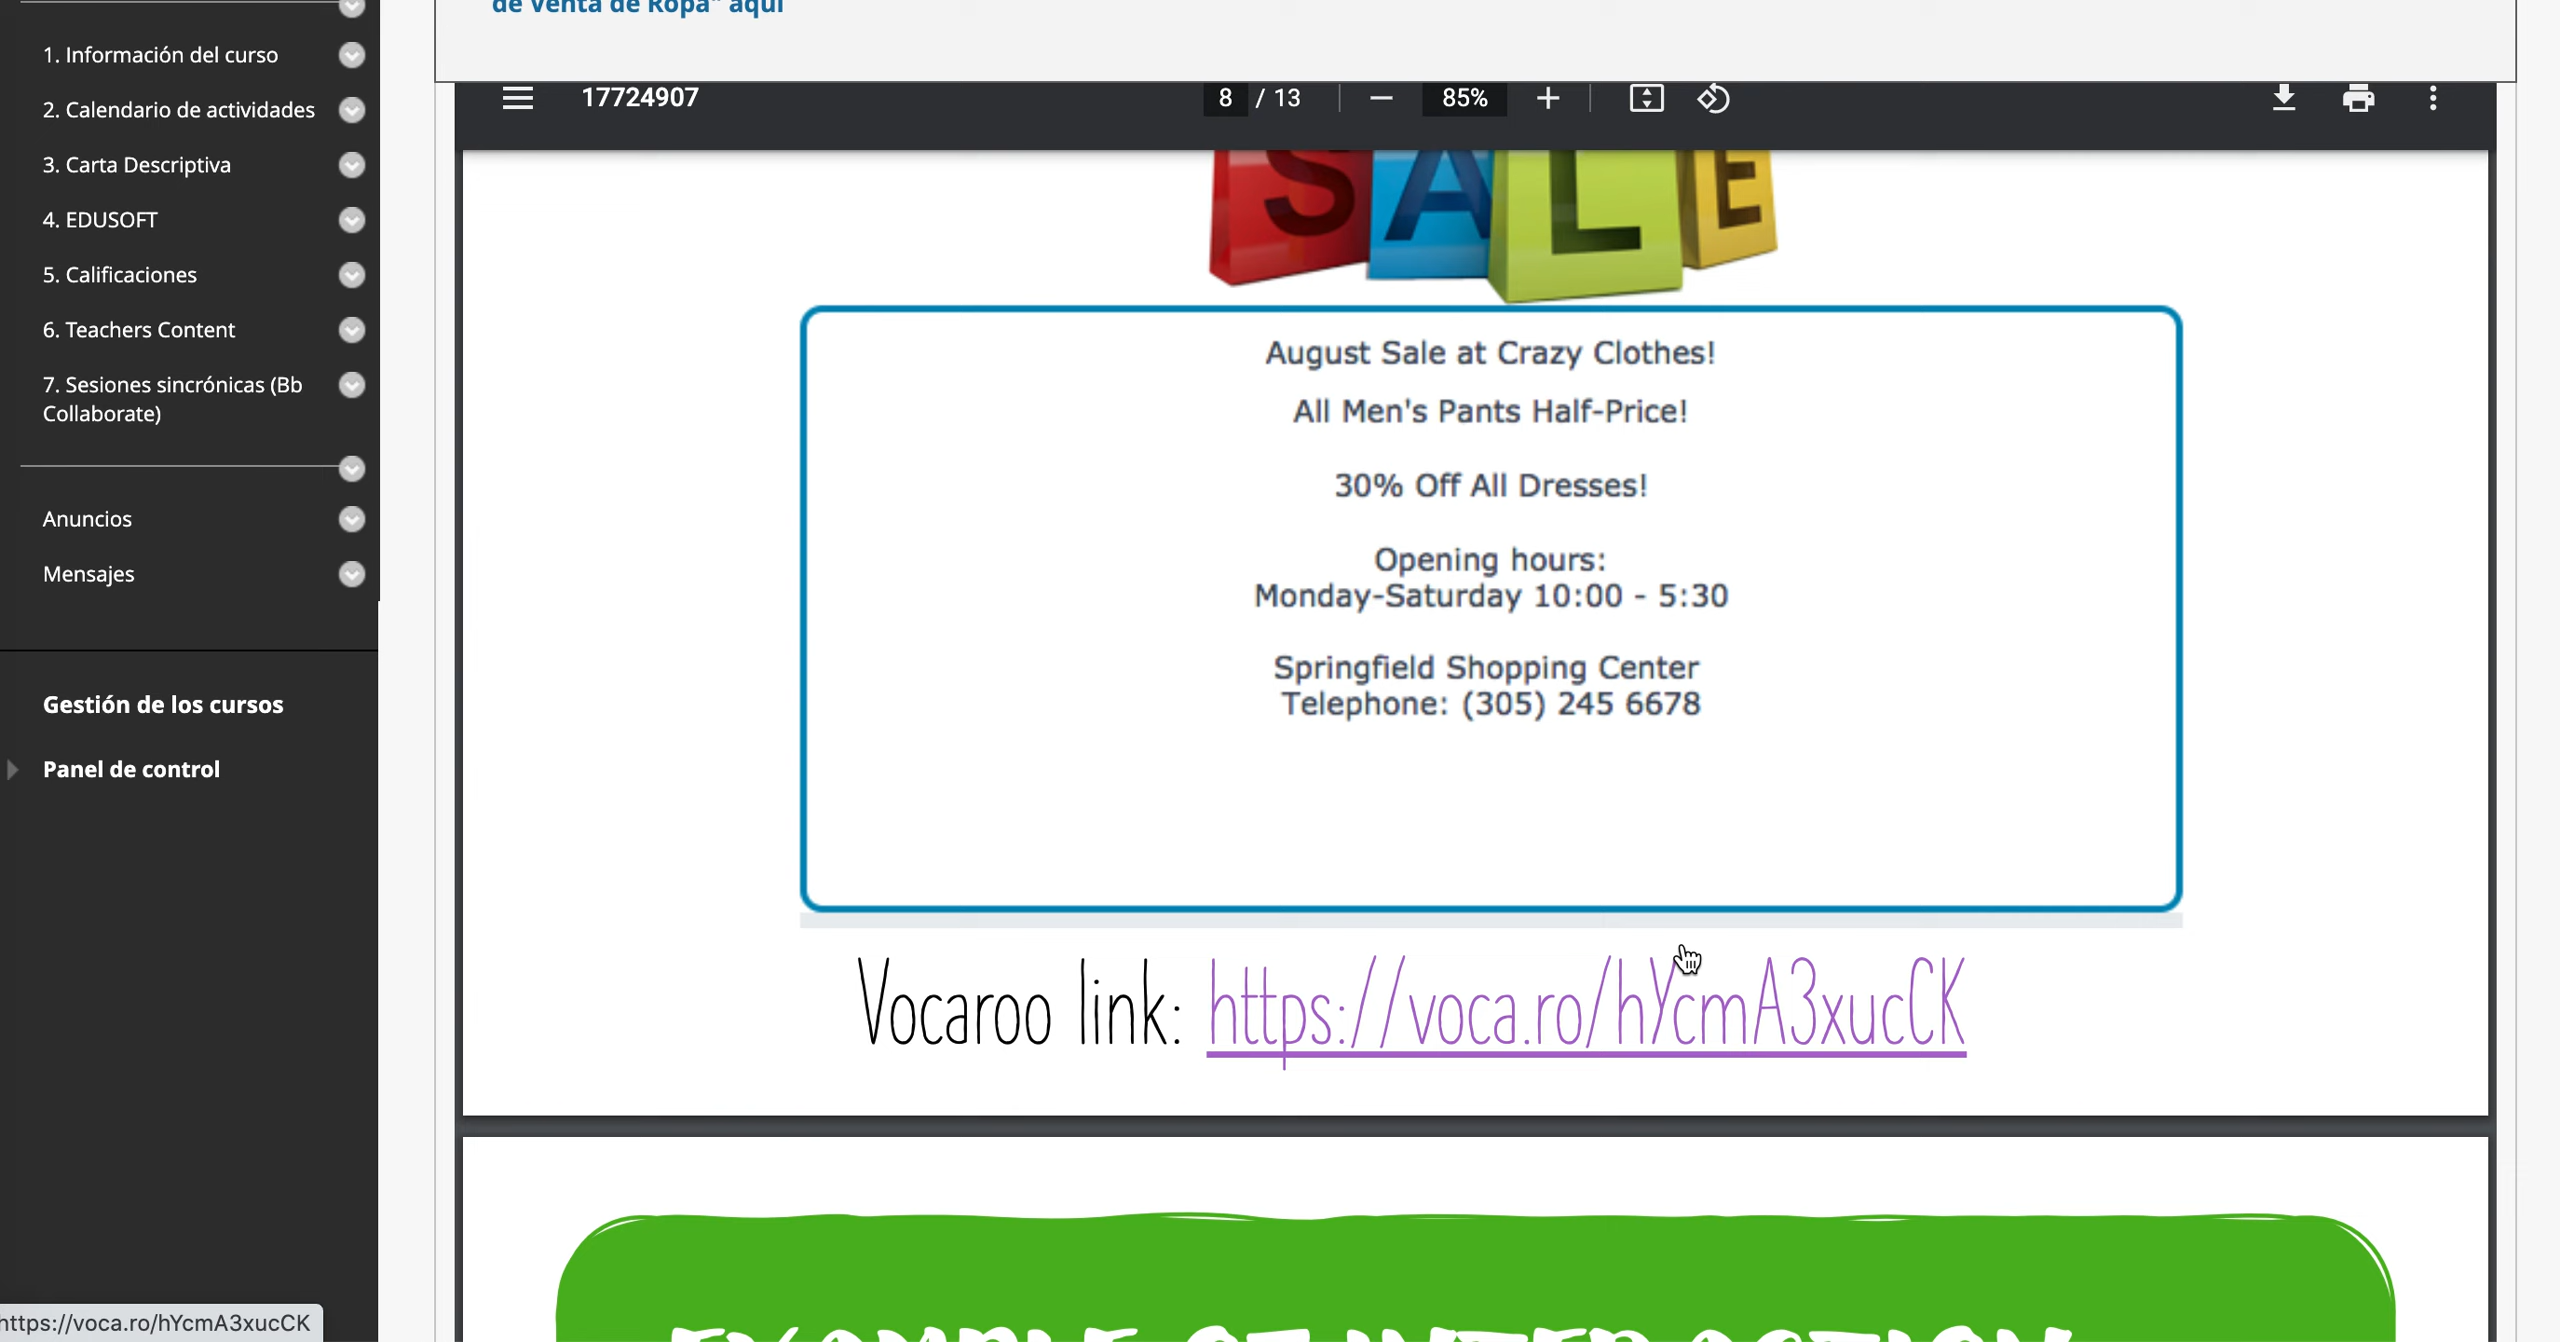 de Venta de Ropa" aquí
1. Información del curso
2. Calendario de actividades
3. Carta Descriptiva
4. EDUSOFT
5. Calificaciones
6. Teachers Content
7. Sesiones sincrónicas (Bb
Collaborate)
Anuncios
Mensajes
Gestión de los cursos
Panel de control
17724907
8 / 13
85%
SALE
August Sale at Crazy Clothes!
All Men's Pants Half-Price!
30% Off All Dresses!
Opening hours:
Monday-Saturday 10:00 - 5:30
Springfield Shopping Center
Telephone: (305) 245 6678
Vocaroo link: https://voca.ro/hYcmA3xucCK
EXAMPLE OF INTERACTION
https://voca.ro/hYcmA3xucCK